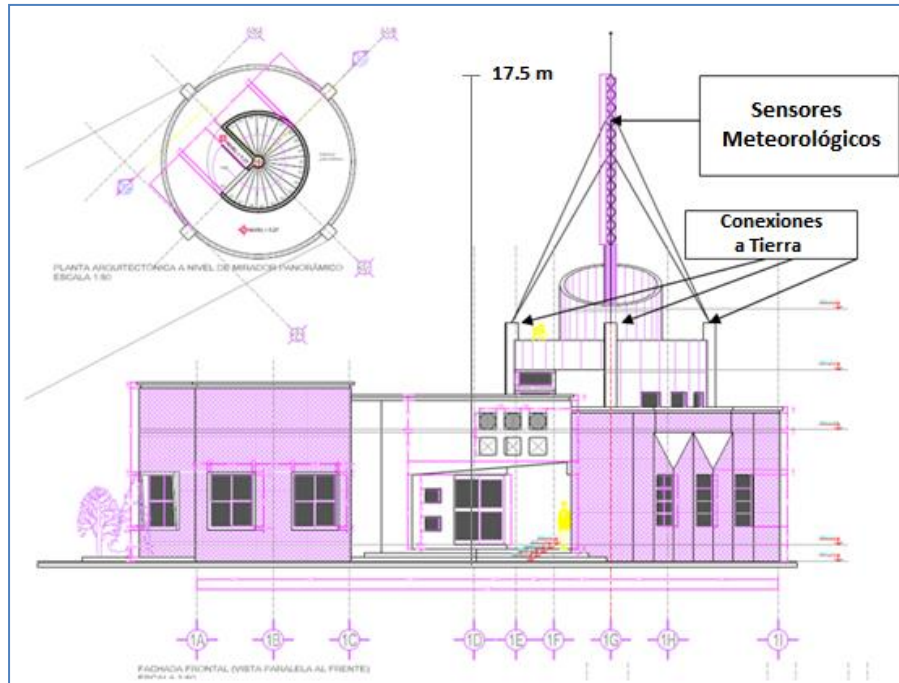 17.5 m
Sensores
Meteorológicos
Conexiones
a Tierra
PLANTA ARQUITECTÓNICA A NIVEL DE MIRADOR PANORÁMICO
ESCALA 1:50
1A
1B
1C
1D
1E
1F
1G
1H
1I
FACHADA FRONTAL (VISTA PARALELA AL FRENTE)